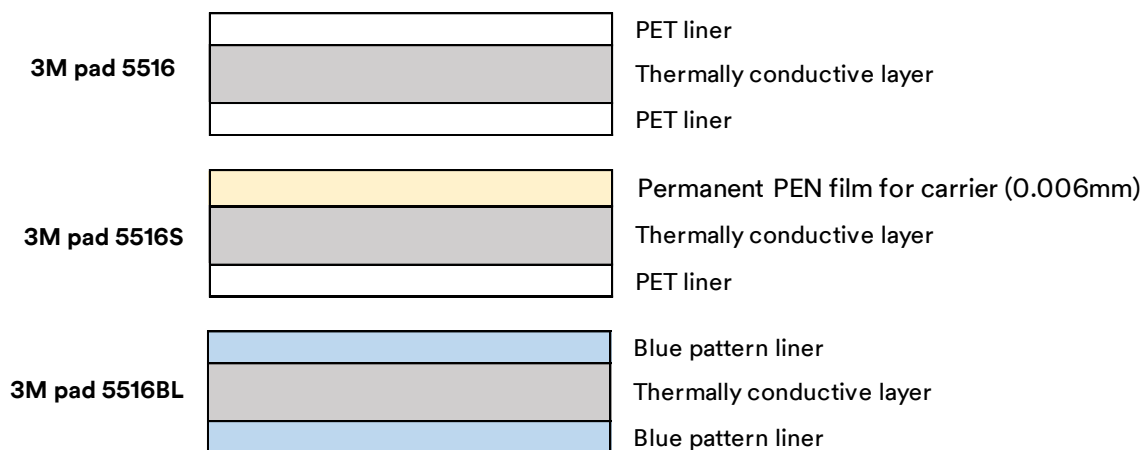 PET liner
3M pad 5516
Thermally conductive layer
PET liner
Permanent PEN film for carrier (0.006mm)
3M pad 5516S
Thermally conductive layer
PET liner
Blue pattern liner
3M pad 5516BL
Thermally conductive layer
Blue pattern liner